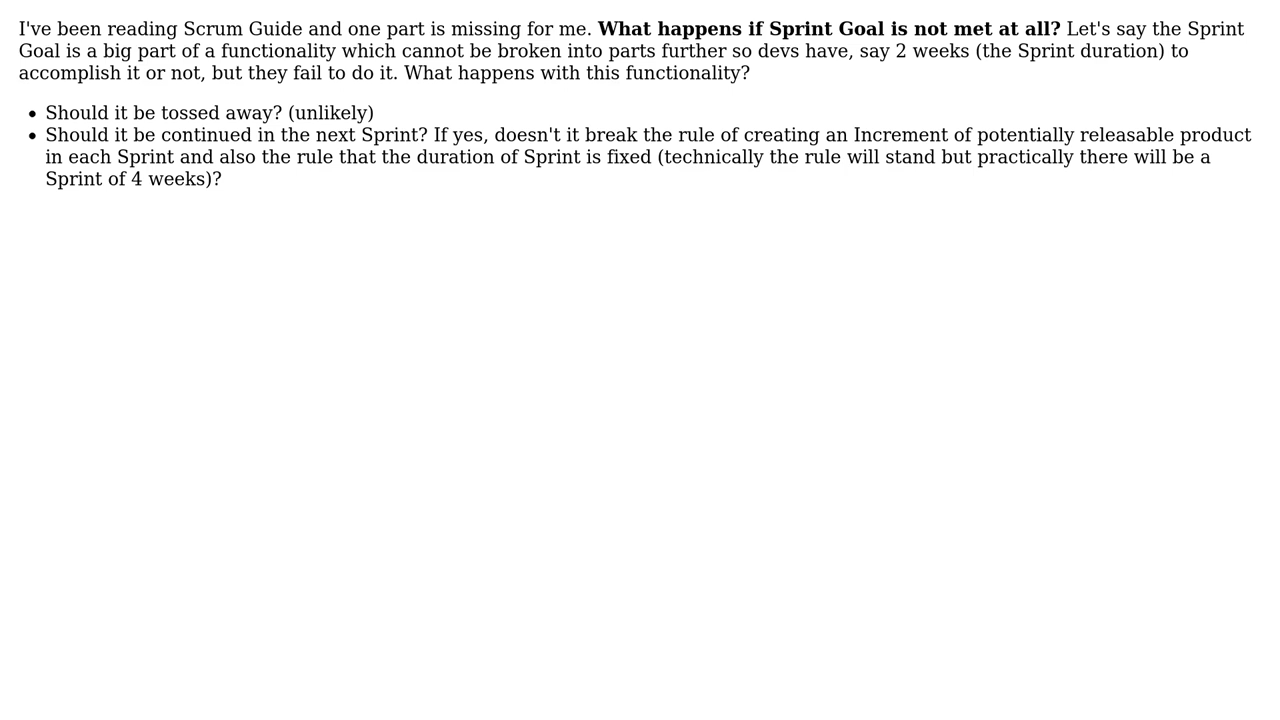 I've been reading Scrum Guide and one part is missing for me. What happens if Sprint Goal is not met at all? Let's say the Sprint
Goal is a big part of a functionality which cannot be broken into parts further so devs have, say 2 weeks (the Sprint duration) to
accomplish it or not, but they fail to do it. What happens with this functionality?
• Should it be tossed away? (unlikely)
• Should it be continued in the next Sprint? If yes, doesn't it break the rule of creating an Increment of potentially releasable product
in each Sprint and also the rule that the duration of Sprint is fixed (technically the rule will stand but practically there will be a
Sprint of 4 weeks)?